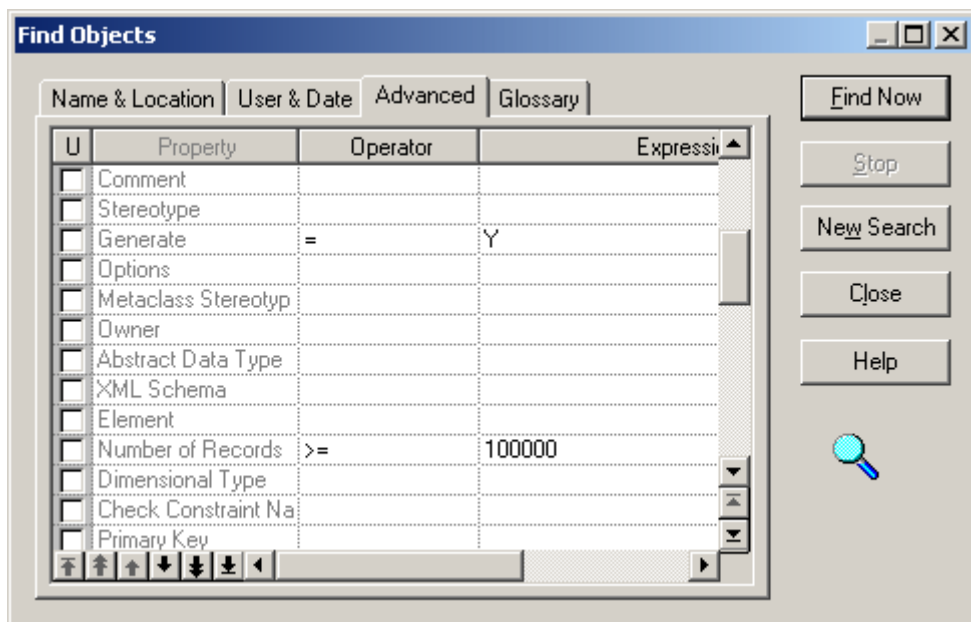 Find Objects
Name & Location User & Date Advanced Glossary
U Property Operator Expressi
Comment
Stereotype
Generate = Y
Options
Metaclass Stereotyp
Owner
Abstract Data Type
XML Schema
Element
Number of Records >= 100000
Dimensional Type
Check Constraint Na
Primary Key
Find Now
Stop
New Search
Close
Help